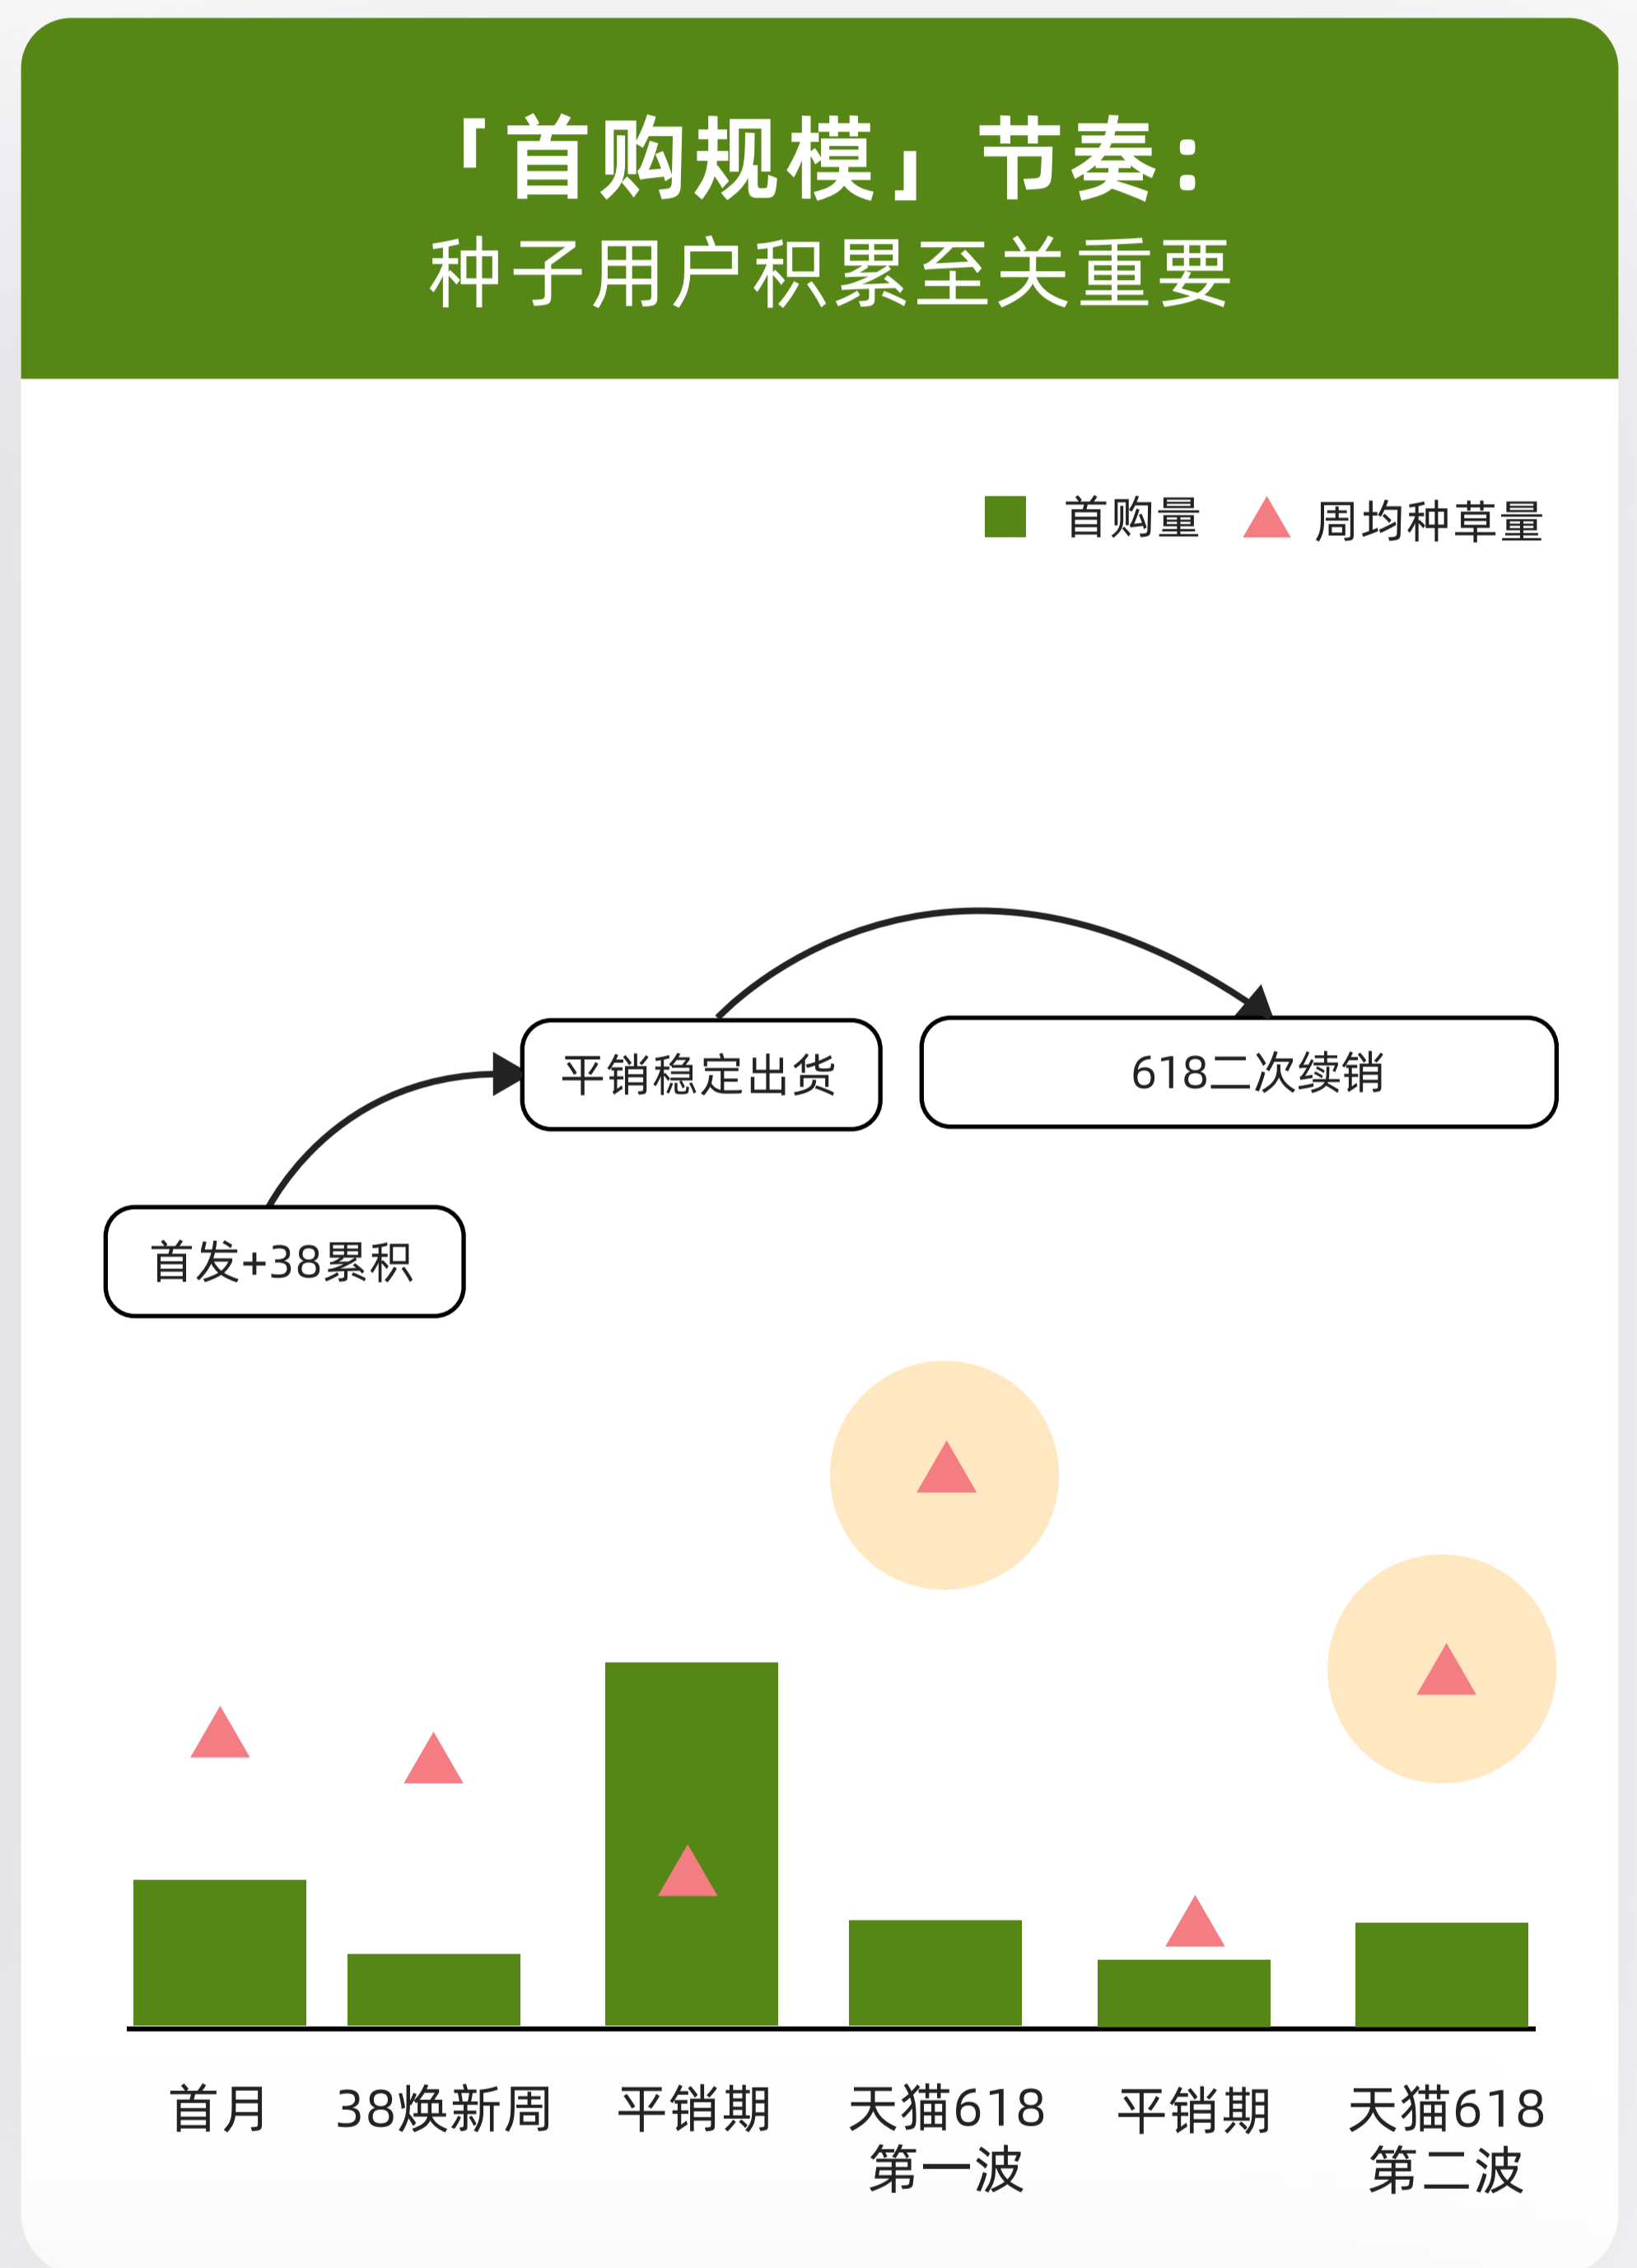 「首购规模」节奏：
种子用户积累至关重要
首购量
周均种草量
平销稳定出货
618二次续销
首发+38累积
首月
38焕新周
平销期
天猫618
第一波
平销期
天猫618
第二波